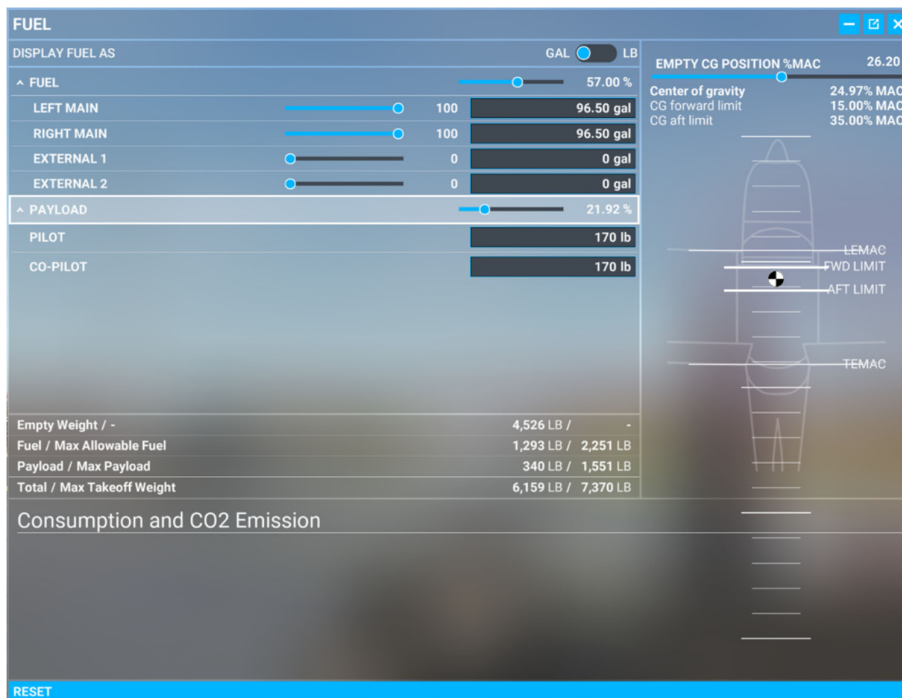 FUEL
DISPLAY FUEL AS GAL LB
FUEL 57.00 %
LEFT MAIN 100 96.50 gal
RIGHT MAIN 100 96.50 gal
EXTERNAL 1 0 0 gal
EXTERNAL 2 0 0 gal
PAYLOAD 21.92 %
PILOT 170 lb
CO-PILOT 170 lb
Empty Weight / - 4,526 LB / -
Fuel / Max Allowable Fuel 1,293 LB / 2,251 LB
Payload / Max Payload 340 LB / 1,551 LB
Total / Max Takeoff Weight 6,159 LB / 7,370 LB
EMPTY CG POSITION %MAC 26.20
Center of gravity 24.97% MAC
CG forward limit 15.00% MAC
CG aft limit 35.00% MAC
LEMAC
FWD LIMIT
AFT LIMIT
TEMAC
Consumption and CO2 Emission
RESET